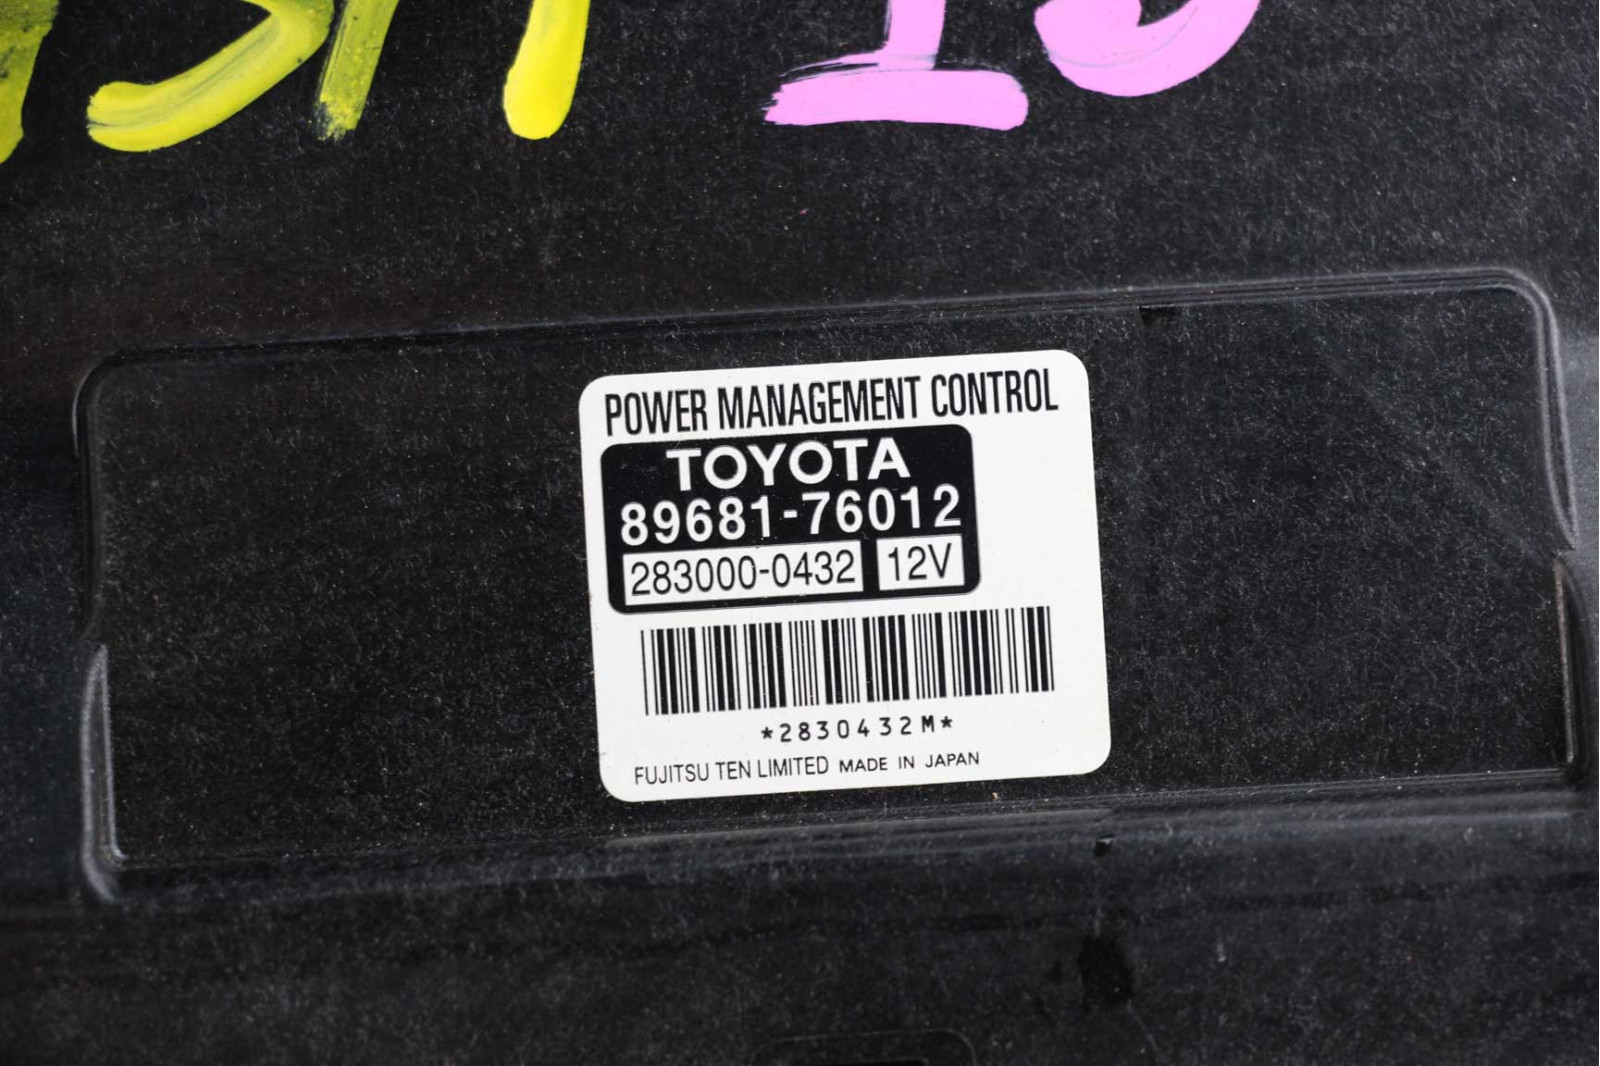 POWER MANAGEMENT CONTROL
TOYOTA
89681-76012
283000-0432 12V
*2830432M*
FUJITSU TEN LIMITED MADE IN JAPAN